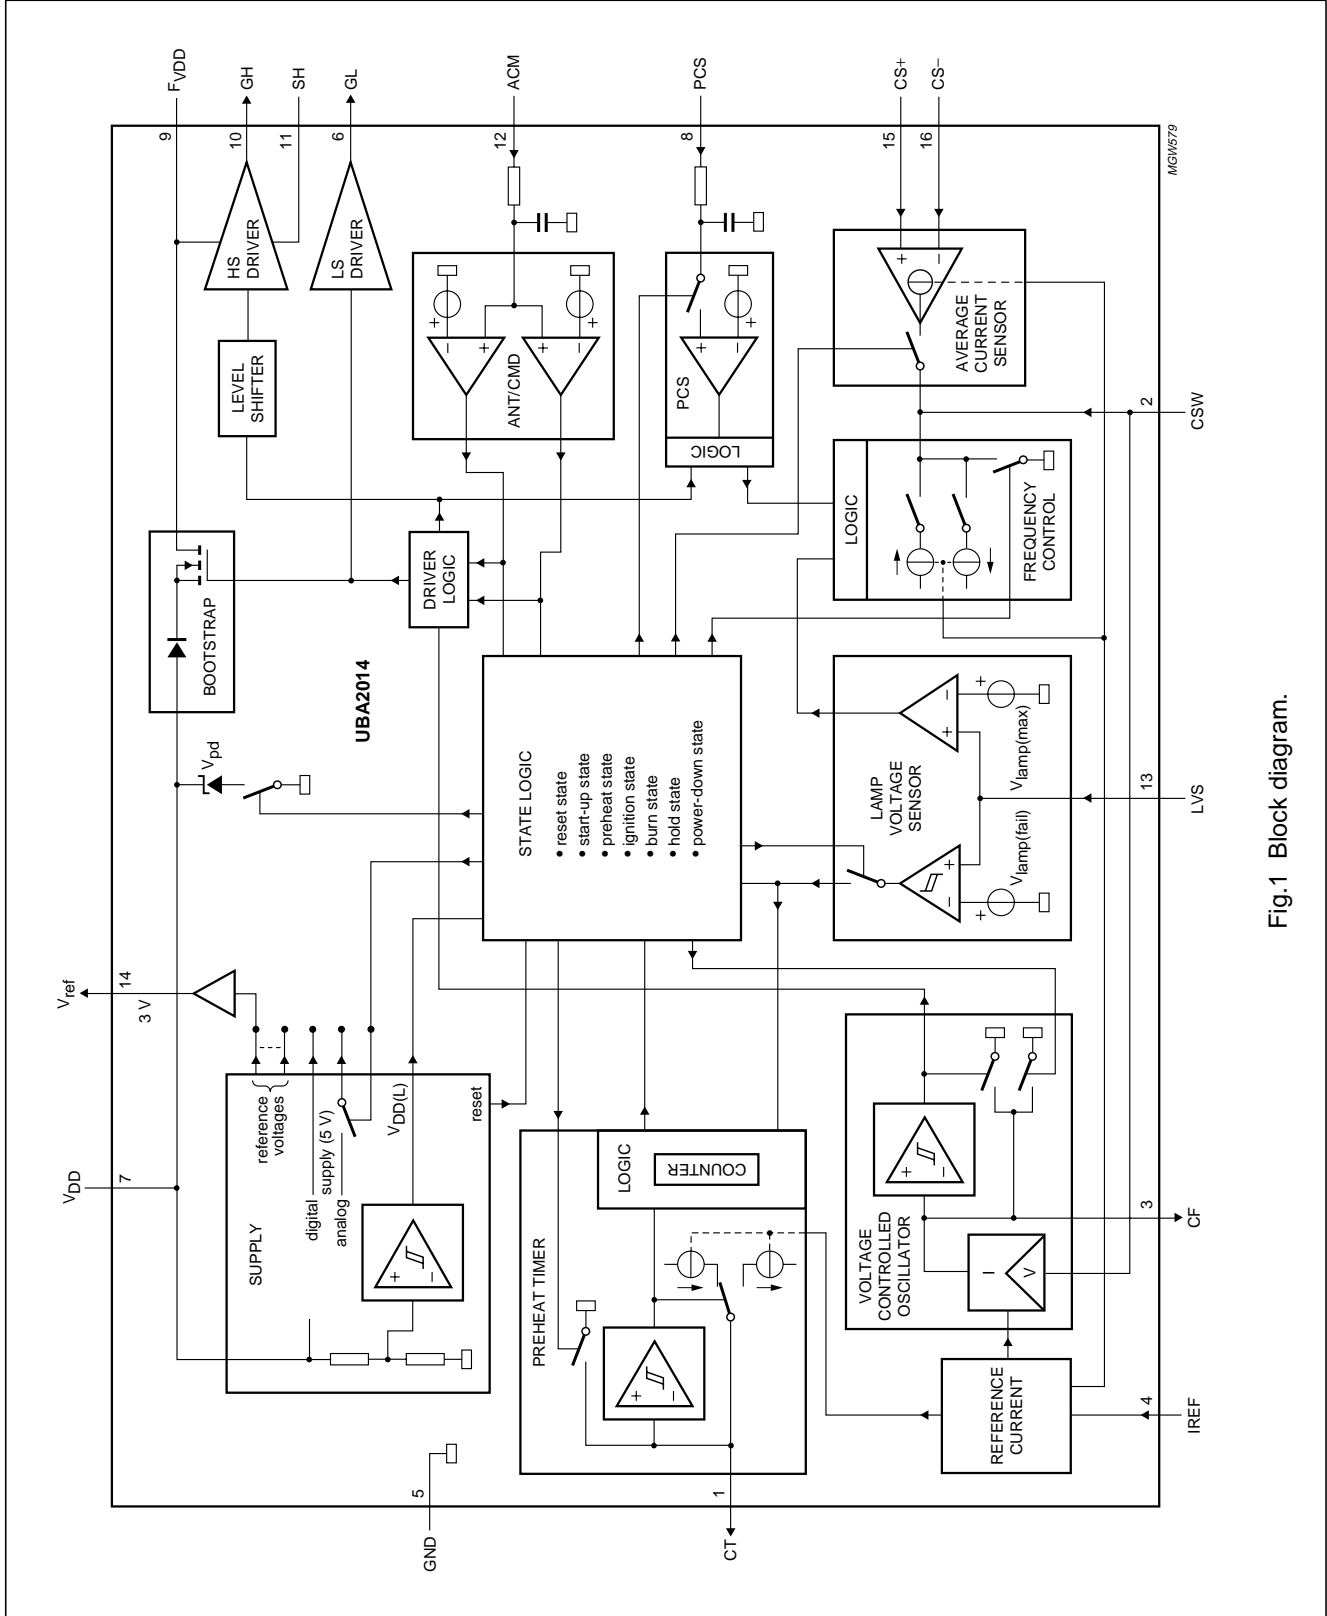 VDD
7
Vref
14
3 V
GND
5
SUPPLY
reference
voltages
digital
supply (5 V)
analog
VDD(L)
reset
Vpd
BOOTSTRAP
UBA2014
LEVEL
SHIFTER
HS
DRIVER
LS
DRIVER
9
FVDD
10
GH
11
SH
6
GL
12
ACM
8
PCS
15
CS+
16
CS−
DRIVER
LOGIC
+
−
+
−
+
+
ANT/CMD
PCS
LOGIC
+
−
+
STATE LOGIC
• reset state
• start-up state
• preheat state
• ignition state
• burn state
• hold state
• power-down state
PREHEAT TIMER
LOGIC
COUNTER
+
−
1
CT
VOLTAGE
CONTROLLED
OSCILLATOR
I
V
+
−
3
CF
REFERENCE
CURRENT
4
IREF
LAMP
VOLTAGE
SENSOR
+
−
+
Vlamp(fail)
+
−
+
Vlamp(max)
13
LVS
LOGIC
FREQUENCY
CONTROL
AVERAGE
CURRENT
SENSOR
+
−
2
CSW
+
−
MGW579
Fig.1 Block diagram.